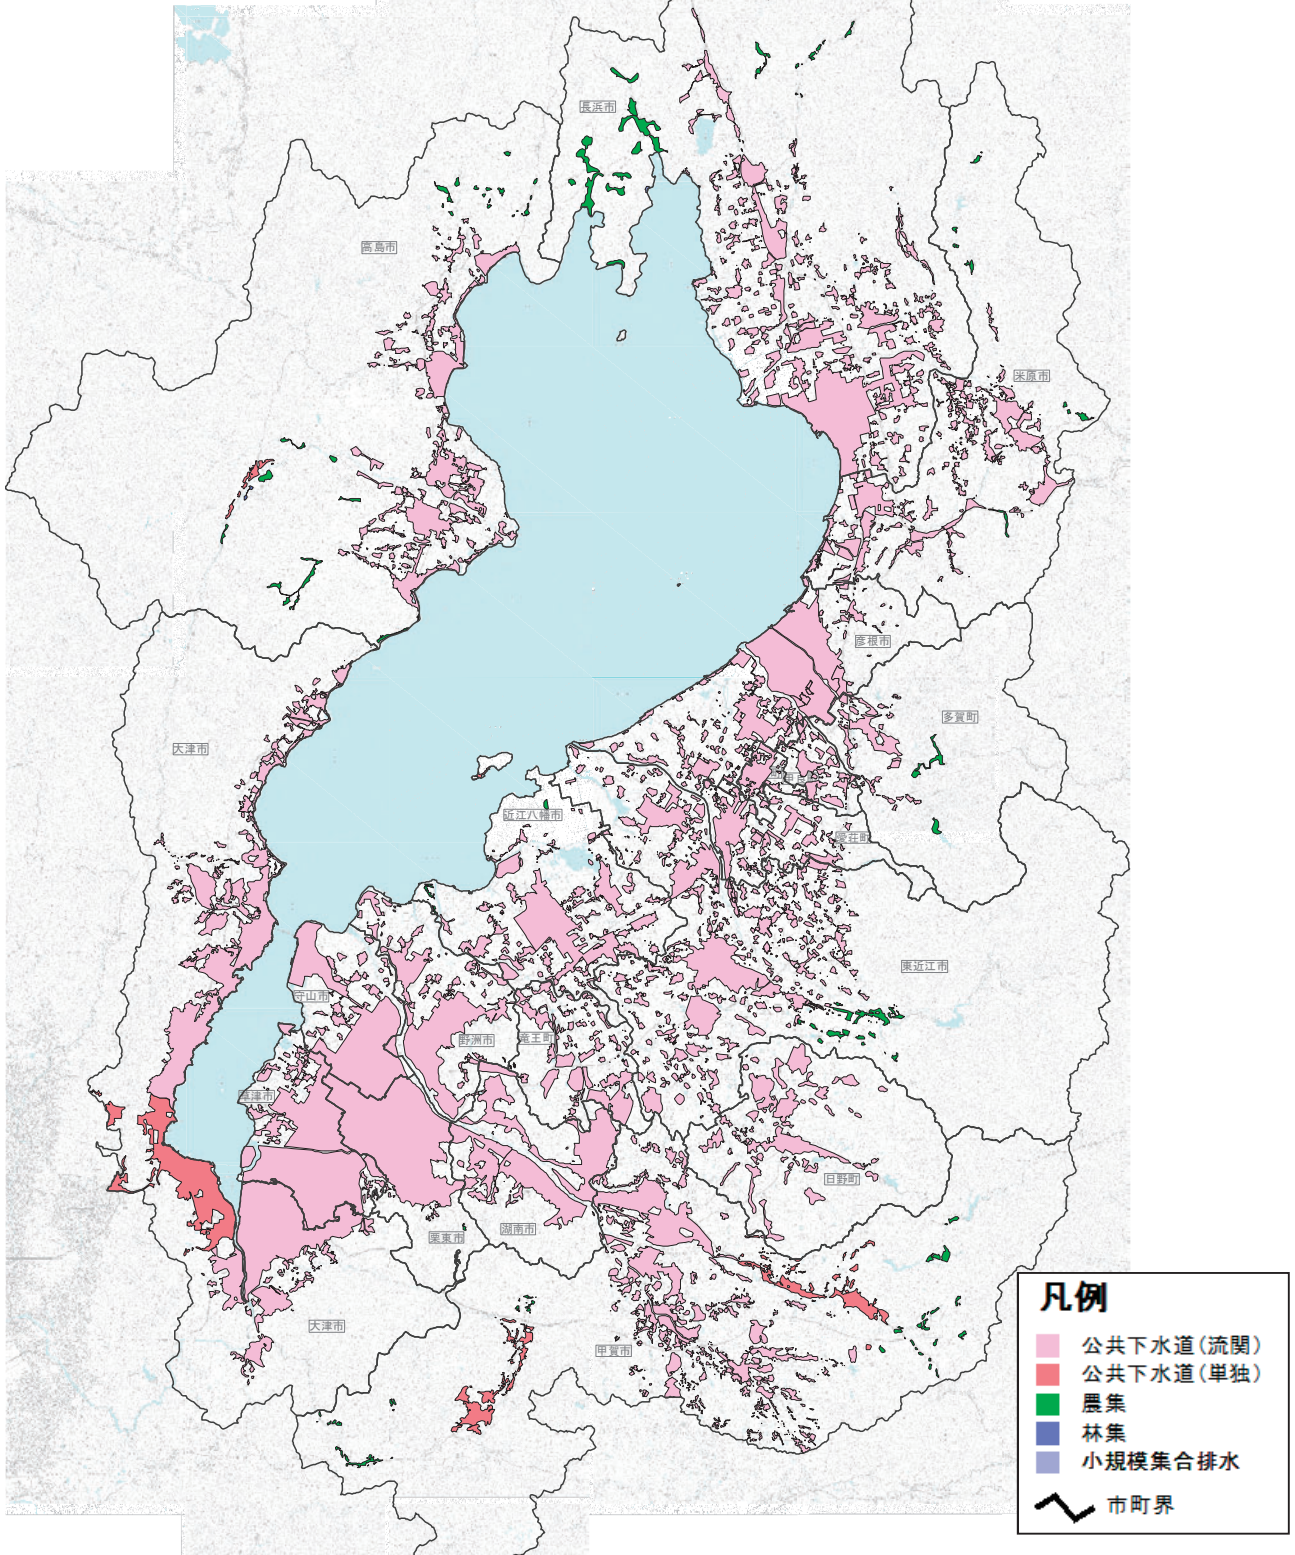 長浜市
高島市
米原市
彦根市
多賀町
大津市
近江八幡市
愛荘町
東近江市
守山市
野洲市
竜王町
草津市
日野町
湖南市
栗東市
大津市
甲賀市
凡例
公共下水道(流関)
公共下水道(単独)
農集
林集
小規模集合排水
市町界